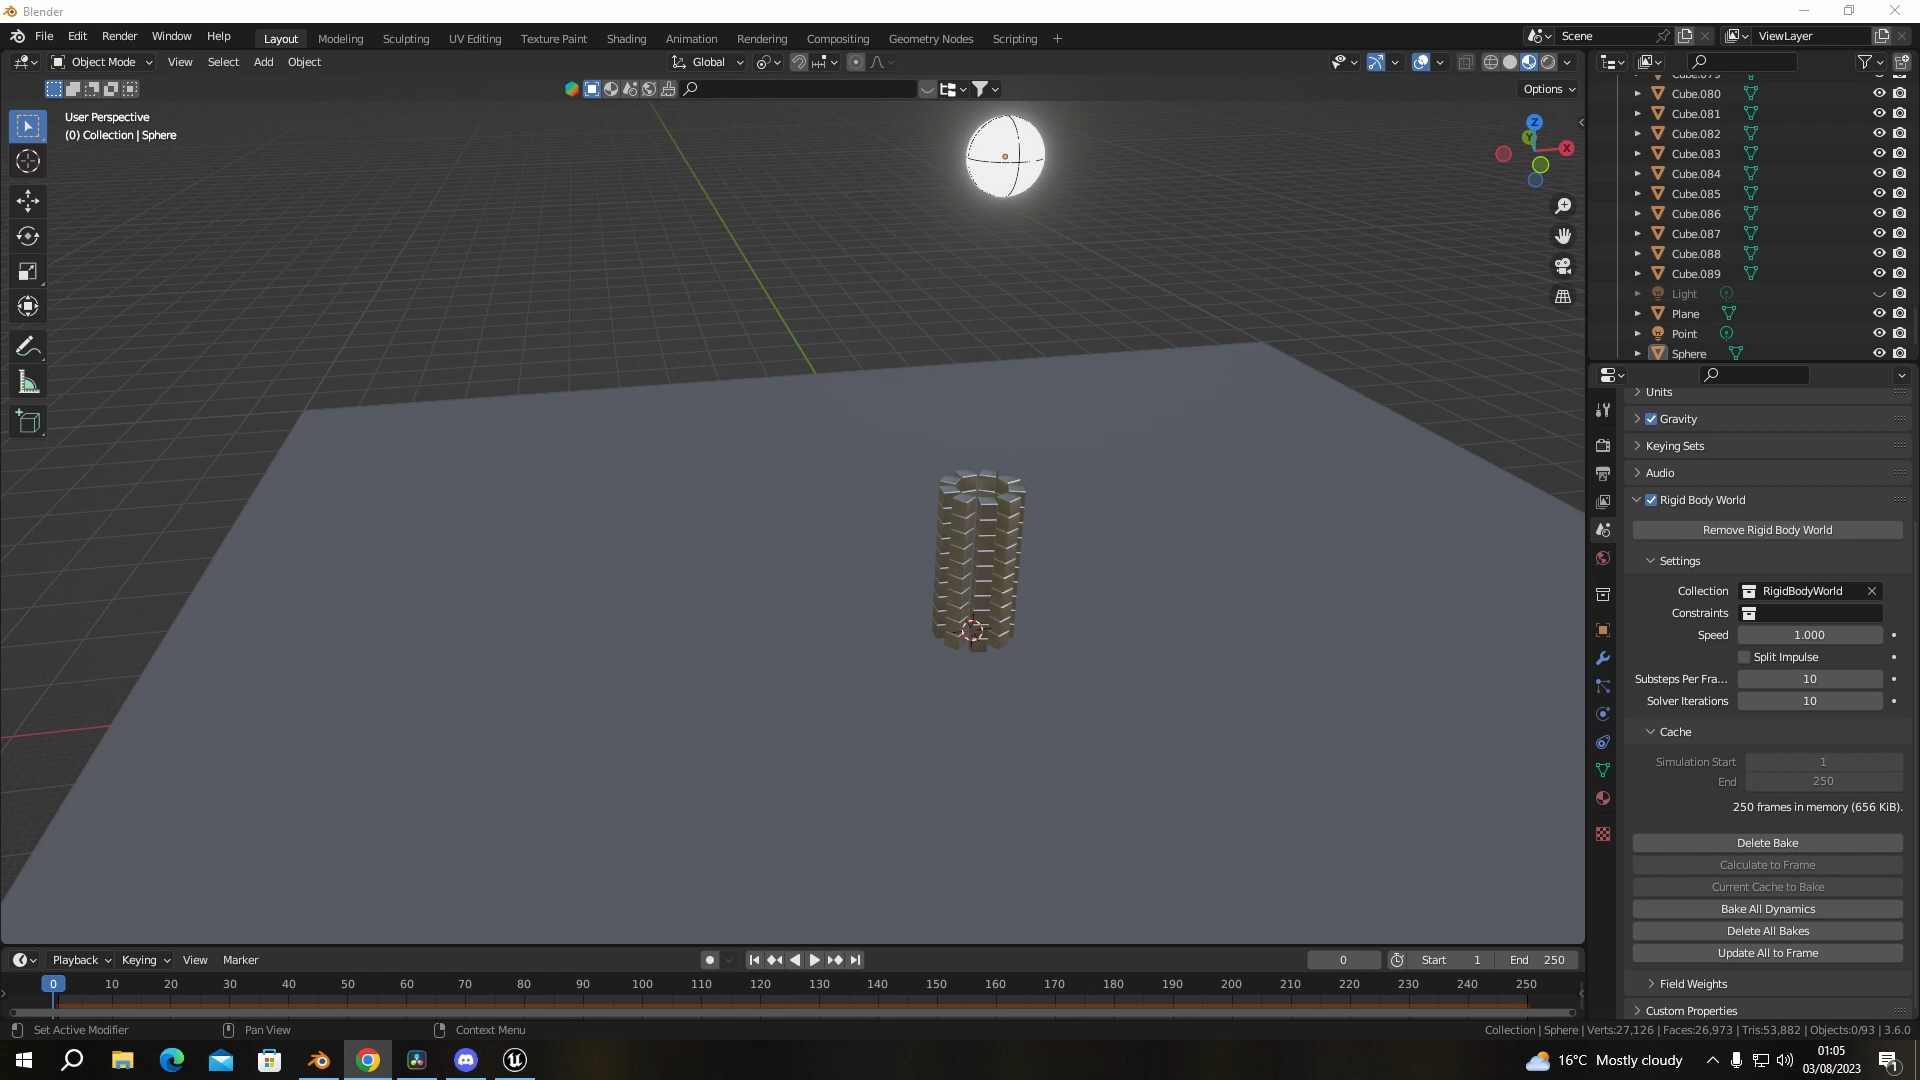 Blender
File Edit Render Window Help
Layout Modeling Sculpting UV Editing Texture Paint Shading Animation Rendering Compositing Geometry Nodes Scripting +
Scene
ViewLayer
Object Mode View Select Add Object
Global
Options
User Perspective
(0) Collection | Sphere
Z
Y
X
Cube.079
Cube.080
Cube.081
Cube.082
Cube.083
Cube.084
Cube.085
Cube.086
Cube.087
Cube.088
Cube.089
Light
Plane
Point
Sphere
Units
Gravity
Keying Sets
Audio
Rigid Body World
Remove Rigid Body World
Settings
Collection RigidBodyWorld
Constraints
Speed 1.000
Split Impulse
Substeps Per Fra... 10
Solver Iterations 10
Cache
Simulation Start 1
End 250
250 frames in memory (656 KiB).
Delete Bake
Calculate to Frame
Current Cache to Bake
Bake All Dynamics
Delete All Bakes
Update All to Frame
Field Weights
Custom Properties
Playback Keying View Marker
0 Start 1 End 250
0 10 20 30 40 50 60 70 80 90 100 110 120 130 140 150 160 170 180 190 200 210 220 230 240 250
Set Active Modifier Pan View Context Menu
Collection | Sphere | Verts:27,126 | Faces:26,973 | Tris:53,882 | Objects:0/93 | 3.6.0
16°C Mostly cloudy
01:05
03/08/2023
1